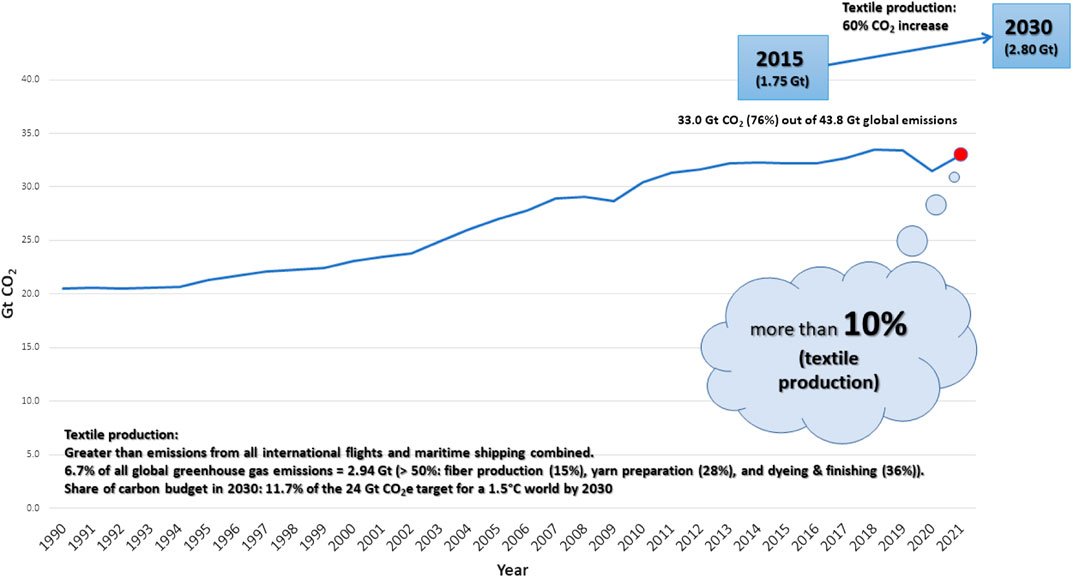 Textile production:
60% CO₂ increase
2015
(1.75 Gt)
2030
(2.80 Gt)
33.0 Gt CO₂ (76%) out of 43.8 Gt global emissions
Gt CO₂
40.0
35.0
30.0
25.0
20.0
15.0
10.0
5.0
0.0
more than 10%
(textile
production)
Textile production:
Greater than emissions from all international flights and maritime shipping combined.
6.7% of all global greenhouse gas emissions = 2.94 Gt (> 50%: fiber production (15%), yarn preparation (28%), and dyeing & finishing (36%)).
Share of carbon budget in 2030: 11.7% of the 24 Gt CO₂e target for a 1.5°C world by 2030
1990 1991 1992 1993 1994 1995 1996 1997 1998 1999 2000 2001 2002 2003 2004 2005 2006 2007 2008 2009 2010 2011 2012 2013 2014 2015 2016 2017 2018 2019 2020 2021
Year